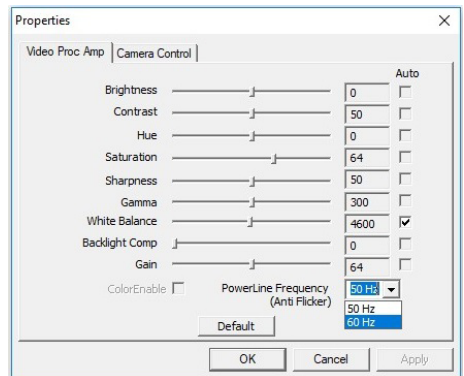 Properties
Video Proc Amp Camera Control
Auto
Brightness 0
Contrast 50
Hue 0
Saturation 64
Sharpness 50
Gamma 300
White Balance 4600
Backlight Comp 0
Gain 64
ColorEnable PowerLine Frequency 50 Hz
(Anti Flicker)
50 Hz
60 Hz
Default
OK Cancel Apply